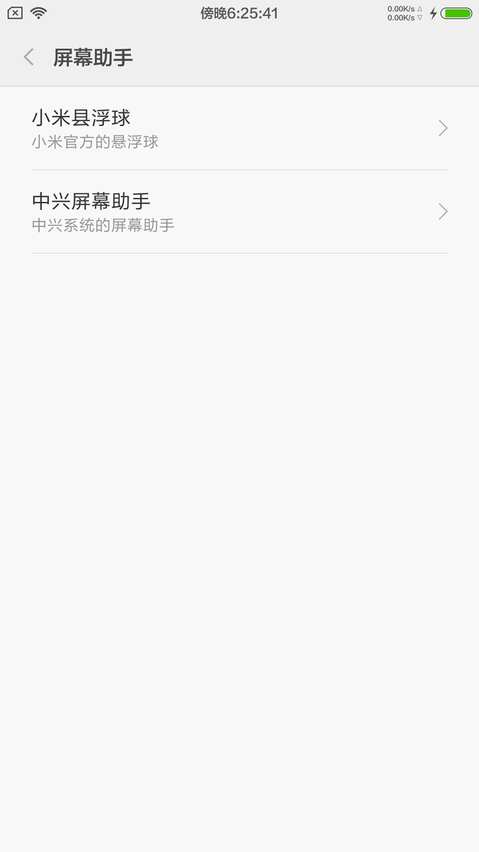 傍晚6:25:41
0.00K/s △
0.00K/s ▽
屏幕助手
小米县浮球
小米官方的悬浮球
中兴屏幕助手
中兴系统的屏幕助手